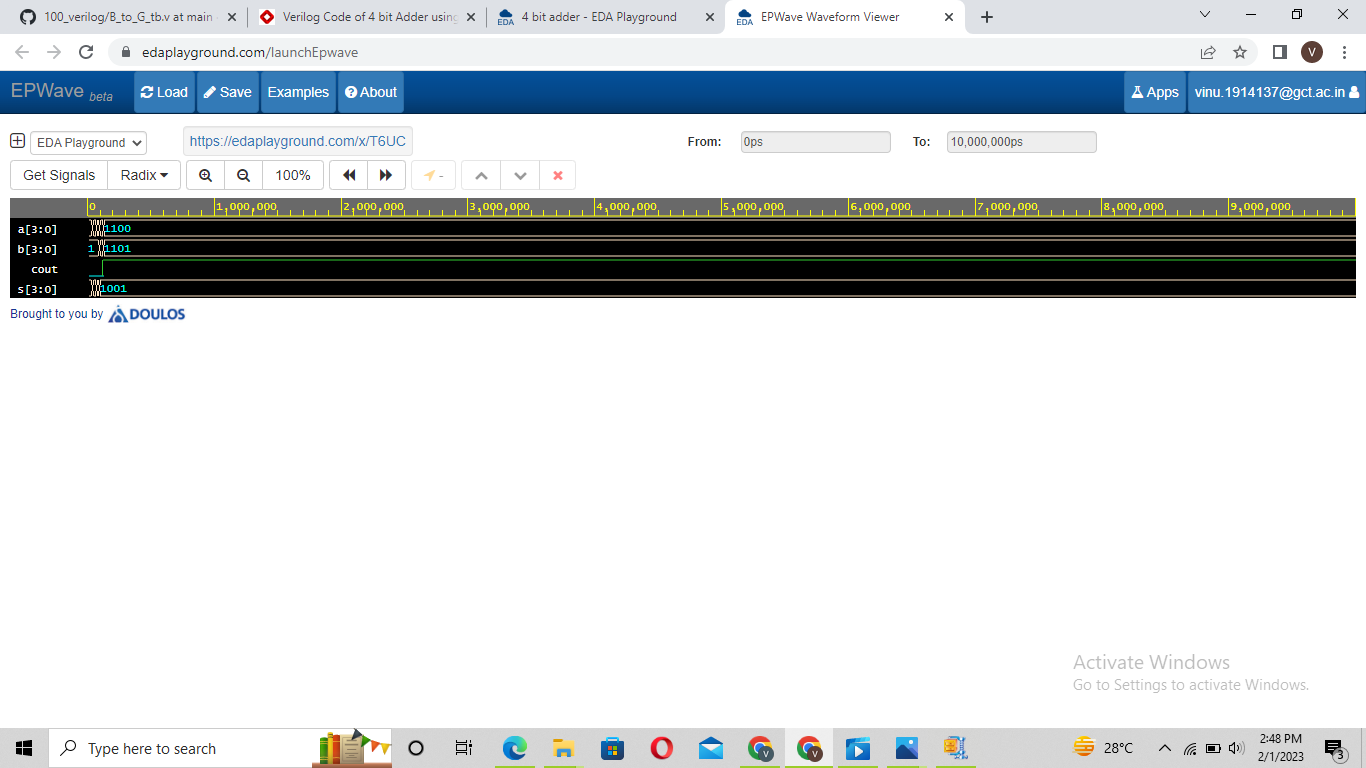 100_verilog/B_to_G_tb.v at main
Verilog Code of 4 bit Adder using
4 bit adder - EDA Playground
EPWave Waveform Viewer
edaplayground.com/launchEpwave
V
EPWave beta
Load
Save
Examples
About
Apps
vinu.1914137@gct.ac.in
EDA Playground
https://edaplayground.com/x/T6UC
From:
0ps
To:
10,000,000ps
Get Signals
Radix
100%
0
1,000,000
2,000,000
3,000,000
4,000,000
5,000,000
6,000,000
7,000,000
8,000,000
9,000,000
a[3:0]
1100
b[3:0]
1
1101
cout
s[3:0]
1001
Brought to you by DOULOS
Activate Windows
Go to Settings to activate Windows.
Type here to search
28°C
2:48 PM
2/1/2023
3